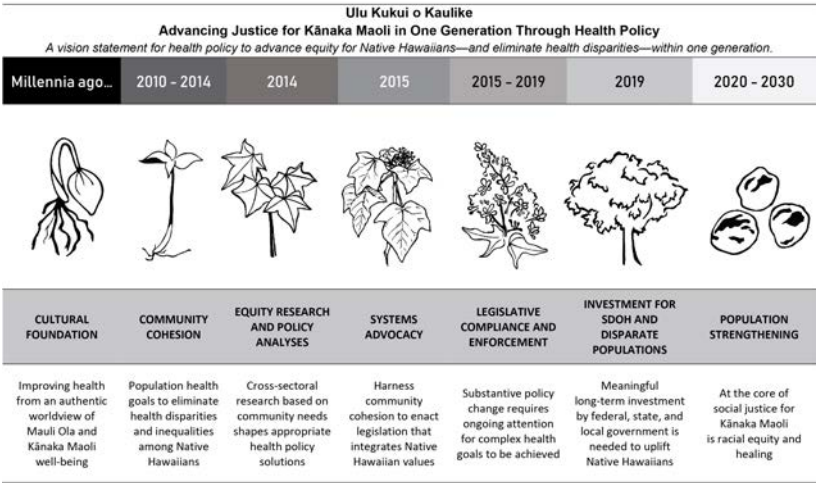 Ulu Kukui o Kaulike
Advancing Justice for Kānaka Maoli in One Generation Through Health Policy
A vision statement for health policy to advance equity for Native Hawaiians—and eliminate health disparities—within one generation.
Millennia ago...
2010 – 2014
2014
2015
2015 – 2019
2019
2020 - 2030
CULTURAL
FOUNDATION
COMMUNITY
COHESION
EQUITY RESEARCH
AND POLICY
ANALYSES
SYSTEMS
ADVOCACY
LEGISLATIVE
COMPLIANCE AND
ENFORCEMENT
INVESTMENT FOR
SDOH AND
DISPARATE
POPULATIONS
POPULATION
STRENGTHENING
Improving health
from an authentic
worldview of
Mauli Ola and
Kānaka Maoli
well-being
Population health
goals to eliminate
health disparities
and inequalities
among Native
Hawaiians
Cross-sectoral
research based on
community needs
shapes appropriate
health policy
solutions
Harness
community
cohesion to enact
legislation that
integrates Native
Hawaiian values
Substantive policy
change requires
ongoing attention
for complex health
goals to be achieved
Meaningful
long-term investment
by federal, state, and
local government is
needed to uplift
Native Hawaiians
At the core of
social justice for
Kānaka Maoli
is racial equity and
healing